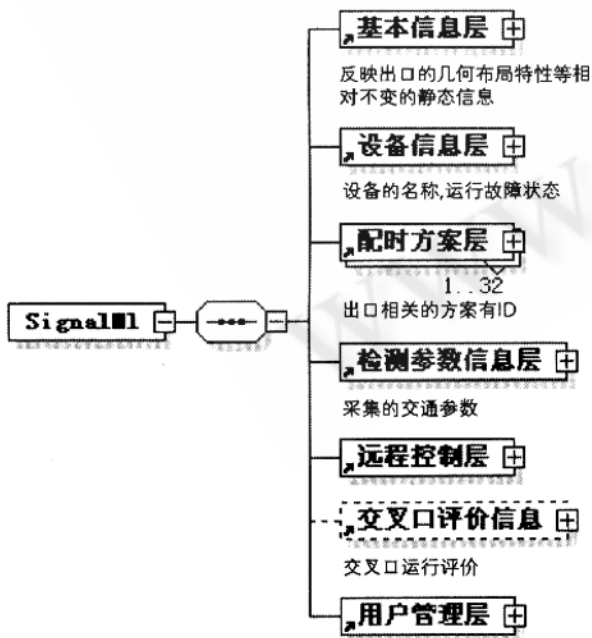 基本信息层
反映出口的几何布局特性等相
对不变的静态信息
设备信息层
设备的名称,运行故障状态
配时方案层
1..32
出口相关的方案有ID
SignalMl
检测参数信息层
采集的交通参数
远程控制层
交叉口评价信息
交叉口运行评价
用户管理层